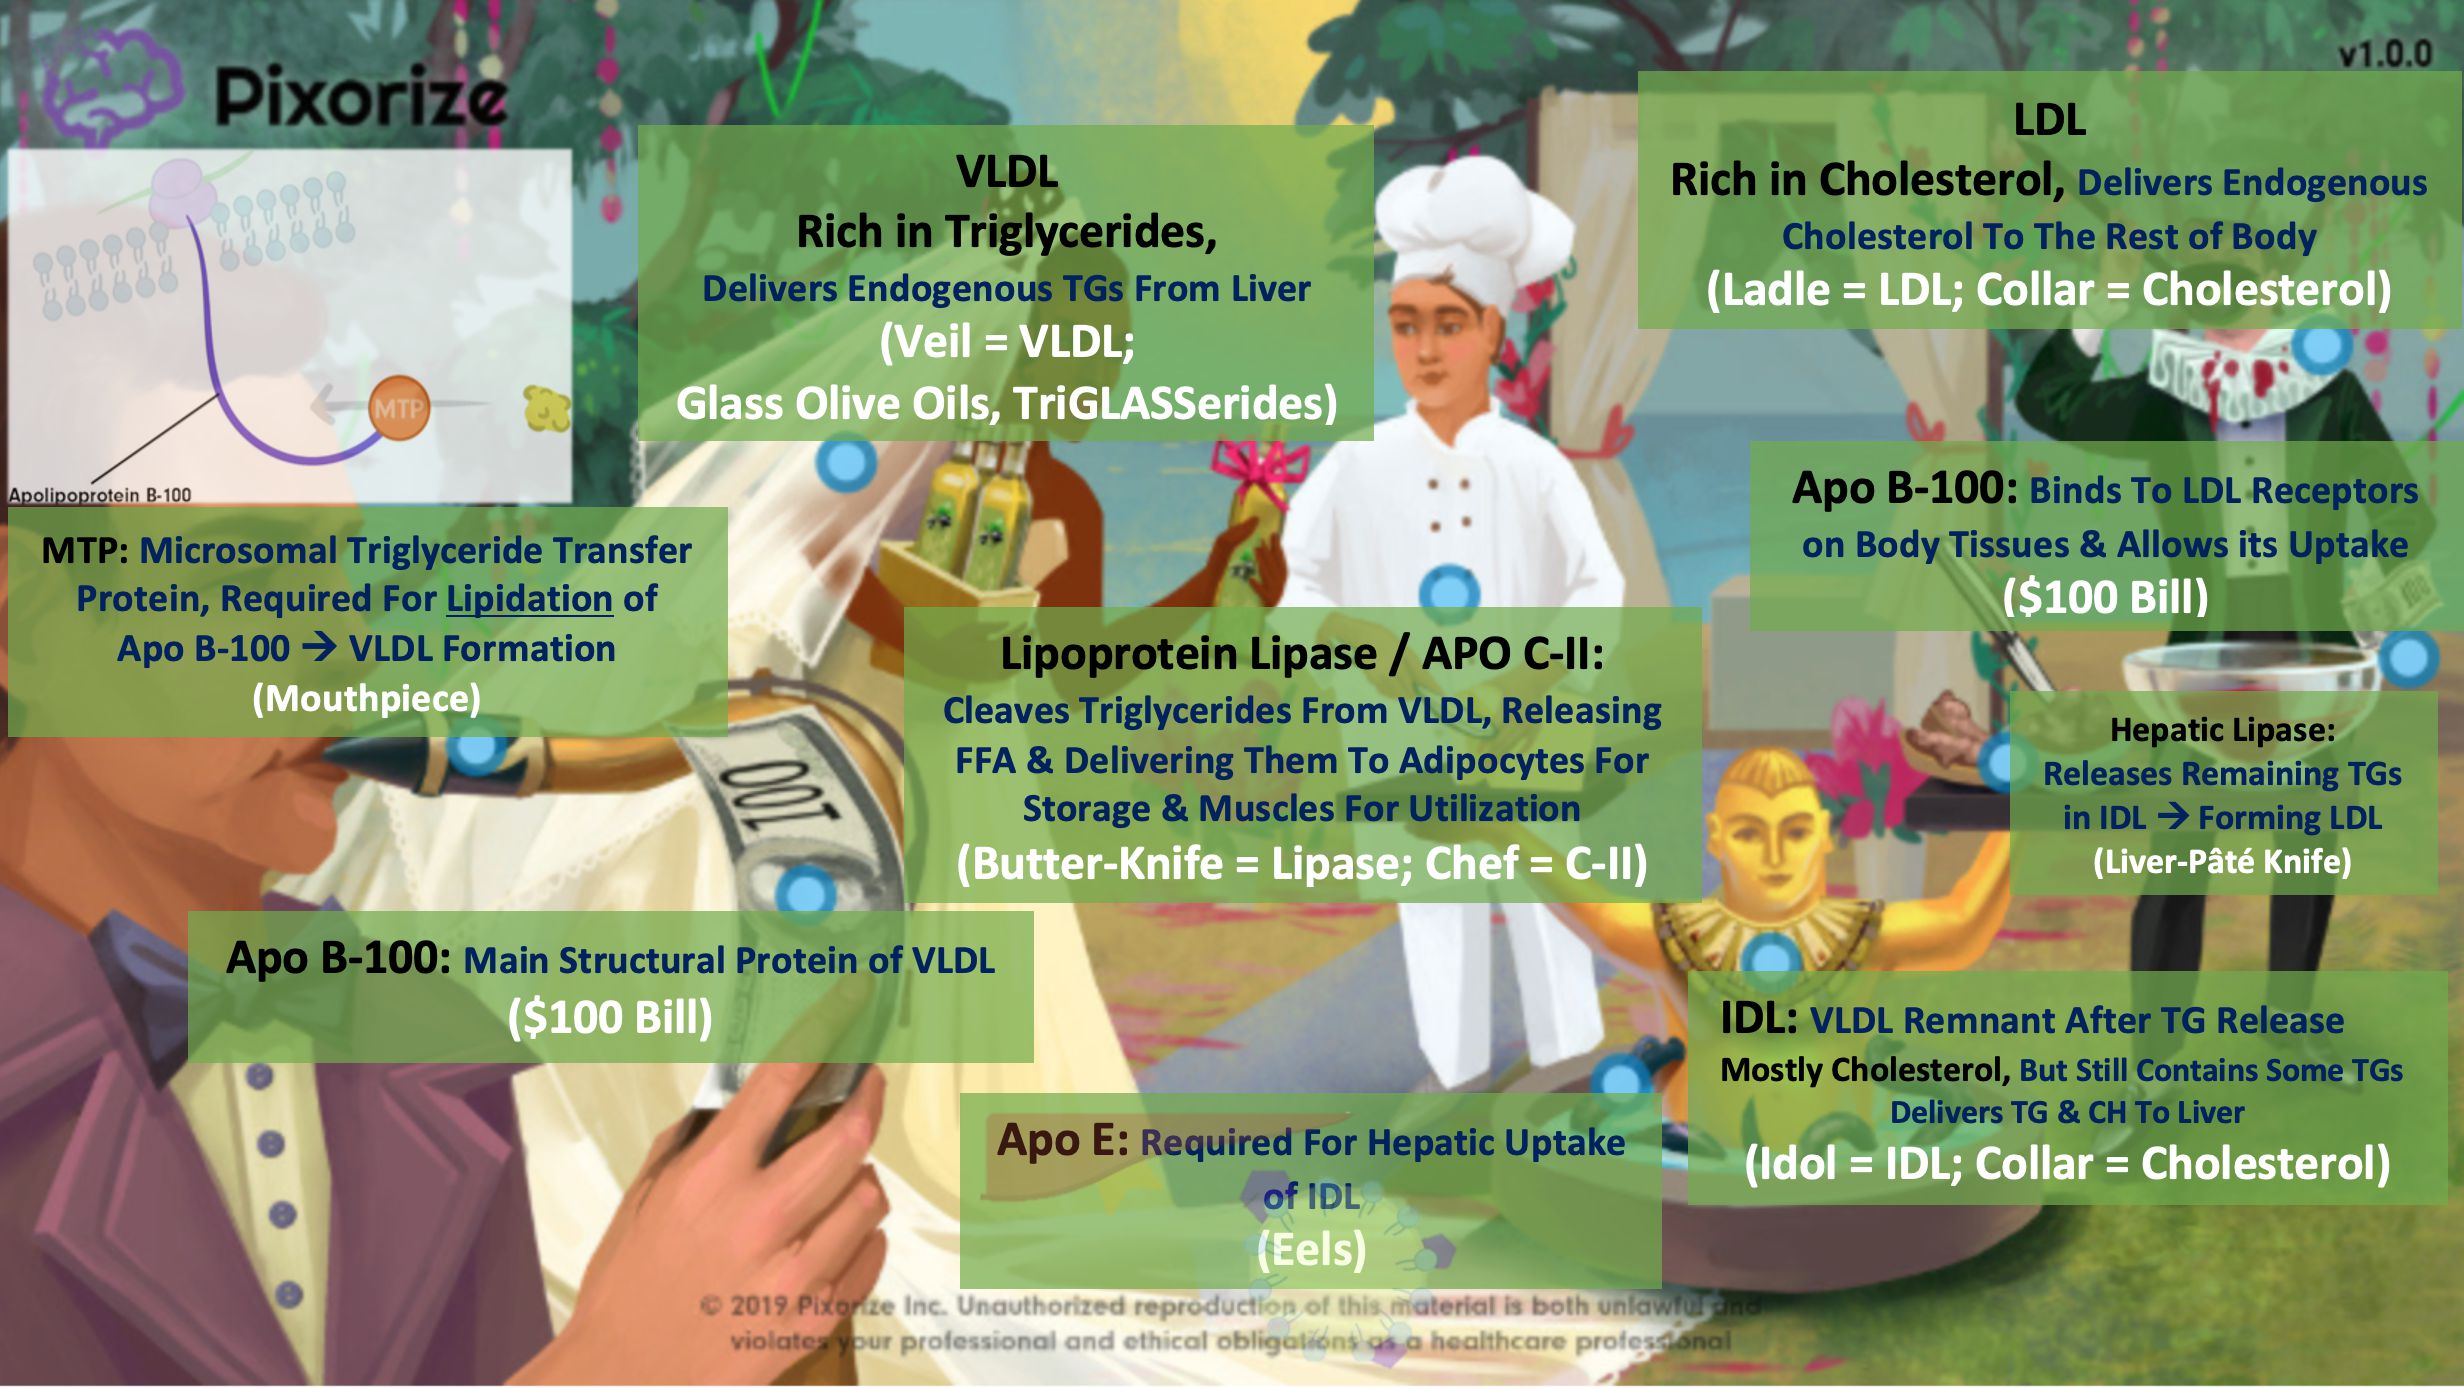 Pixorize
v1.0.0
MTP
Apolipoprotein B-100
VLDL
Rich in Triglycerides,
Delivers Endogenous TGs From Liver
(Veil = VLDL;
Glass Olive Oils, TriGLASSerides)
LDL
Rich in Cholesterol, Delivers Endogenous
Cholesterol To The Rest of Body
(Ladle = LDL; Collar = Cholesterol)
MTP: Microsomal Triglyceride Transfer
Protein, Required For Lipidation of
Apo B-100 → VLDL Formation
(Mouthpiece)
Apo B-100: Binds To LDL Receptors
on Body Tissues & Allows its Uptake
($100 Bill)
100
100
Lipoprotein Lipase / APO C-II:
Cleaves Triglycerides From VLDL, Releasing
FFA & Delivering Them To Adipocytes For
Storage & Muscles For Utilization
(Butter-Knife = Lipase; Chef = C-II)
Hepatic Lipase:
Releases Remaining TGs
in IDL → Forming LDL
(Liver-Pâté Knife)
Apo B-100: Main Structural Protein of VLDL
($100 Bill)
IDL: VLDL Remnant After TG Release
Mostly Cholesterol, But Still Contains Some TGs
Delivers TG & CH To Liver
(Idol = IDL; Collar = Cholesterol)
Apo E: Required For Hepatic Uptake
of IDL
(Eels)
© 2019 Pixorize Inc. Unauthorized reproduction of this material is both unlawful and
violates your professional and ethical obligations as a healthcare professional